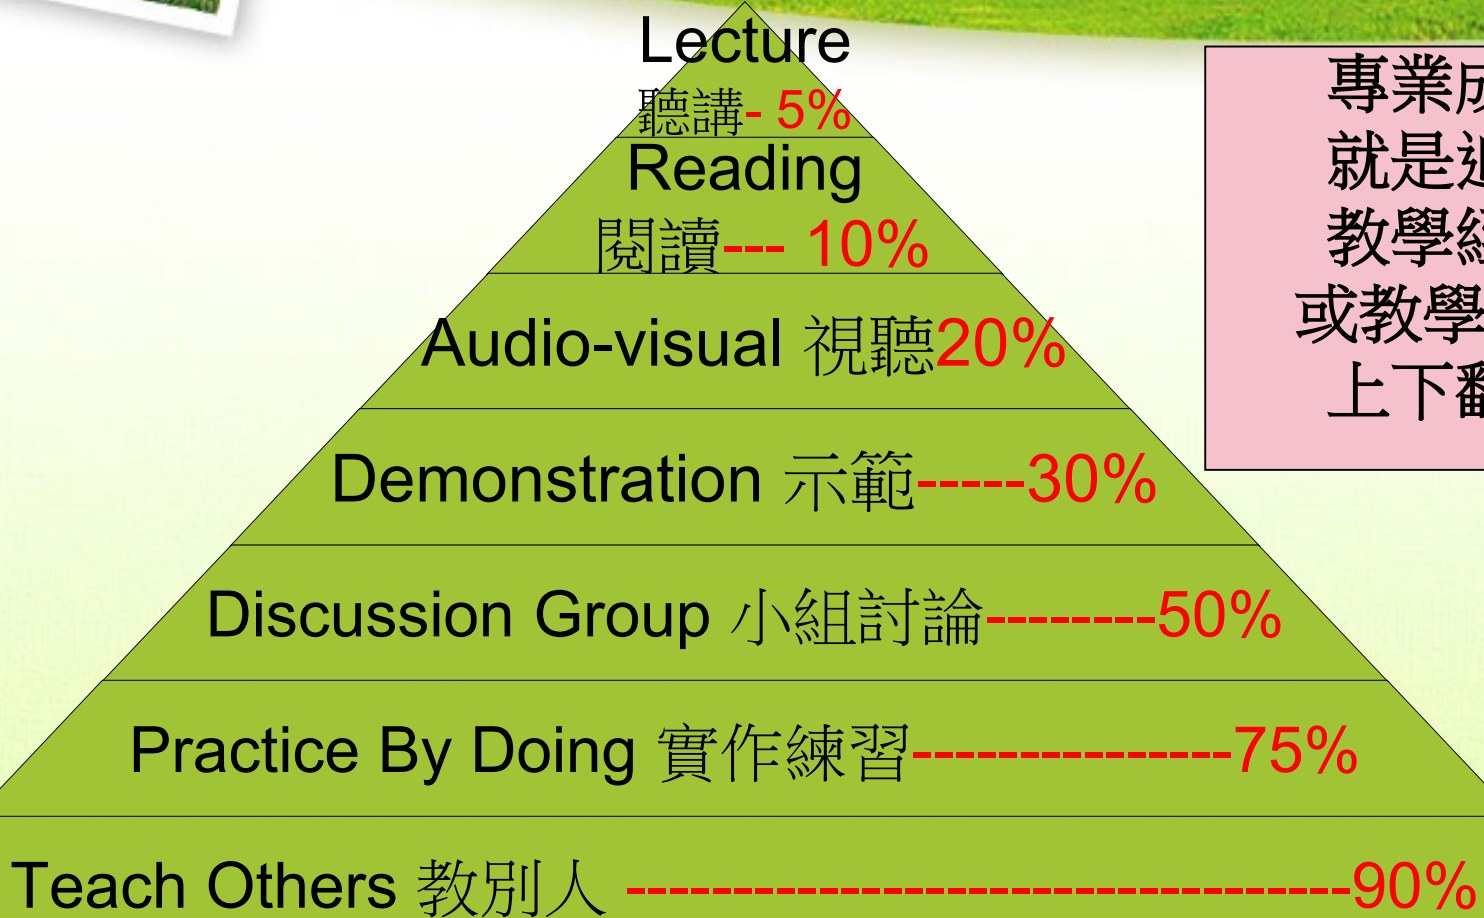 Lecture
聽講- 5%
Reading
閱讀--- 10%
Audio-visual 視聽20%
Demonstration 示範-----30%
Discussion Group 小組討論--------50%
Practice By Doing 實作練習---------------75%
Teach Others 教別人 ----------------------------------90%
專業
就是
教學
或教學
上下